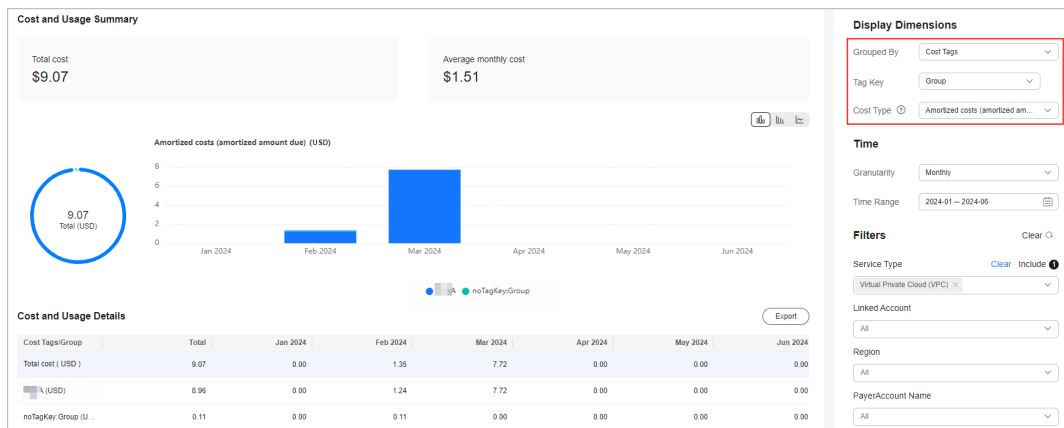 Cost and Usage Summary
Total cost
$9.07
Average monthly cost
$1.51
Amortized costs (amortized amount due) (USD)
8
6
4
2
0
9.07
Total (USD)
Jan 2024 Feb 2024 Mar 2024 Apr 2024 May 2024 Jun 2024
A noTagKey:Group
Cost and Usage Details
Export
Cost Tags/Group Total Jan 2024 Feb 2024 Mar 2024 Apr 2024 May 2024 Jun 2024
Total cost ( USD ) 9.07 0.00 1.35 7.72 0.00 0.00 0.00
A (USD) 8.96 0.00 1.24 7.72 0.00 0.00 0.00
noTagKey:Group (U... 0.11 0.00 0.11 0.00 0.00 0.00 0.00
Display Dimensions
Grouped By Cost Tags
Tag Key Group
Cost Type Amortized costs (amortized am...
Time
Granularity Monthly
Time Range 2024-01 — 2024-06
Filters Clear
Service Type Clear Include 1
Virtual Private Cloud (VPC) ×
Linked Account
All
Region
All
PayerAccount Name
All